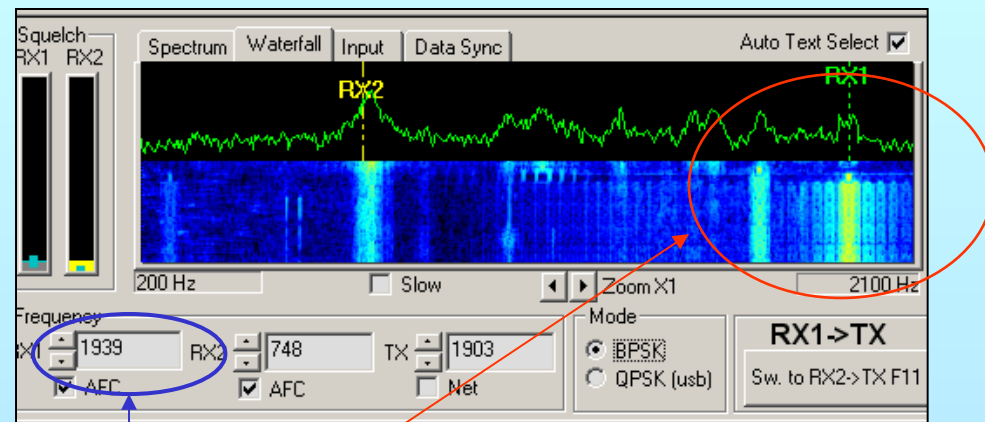 Squelch
RX1 RX2
Spectrum Waterfall Input Data Sync Auto Text Select
RX2 RX1
200 Hz Slow Zoom X1 2100 Hz
Frequency Mode
RX1 1939 RX2 748 TX 1903 BPSK RX1->TX
AFC AFC Net QPSK (usb) Sw. to RX2->TX F11